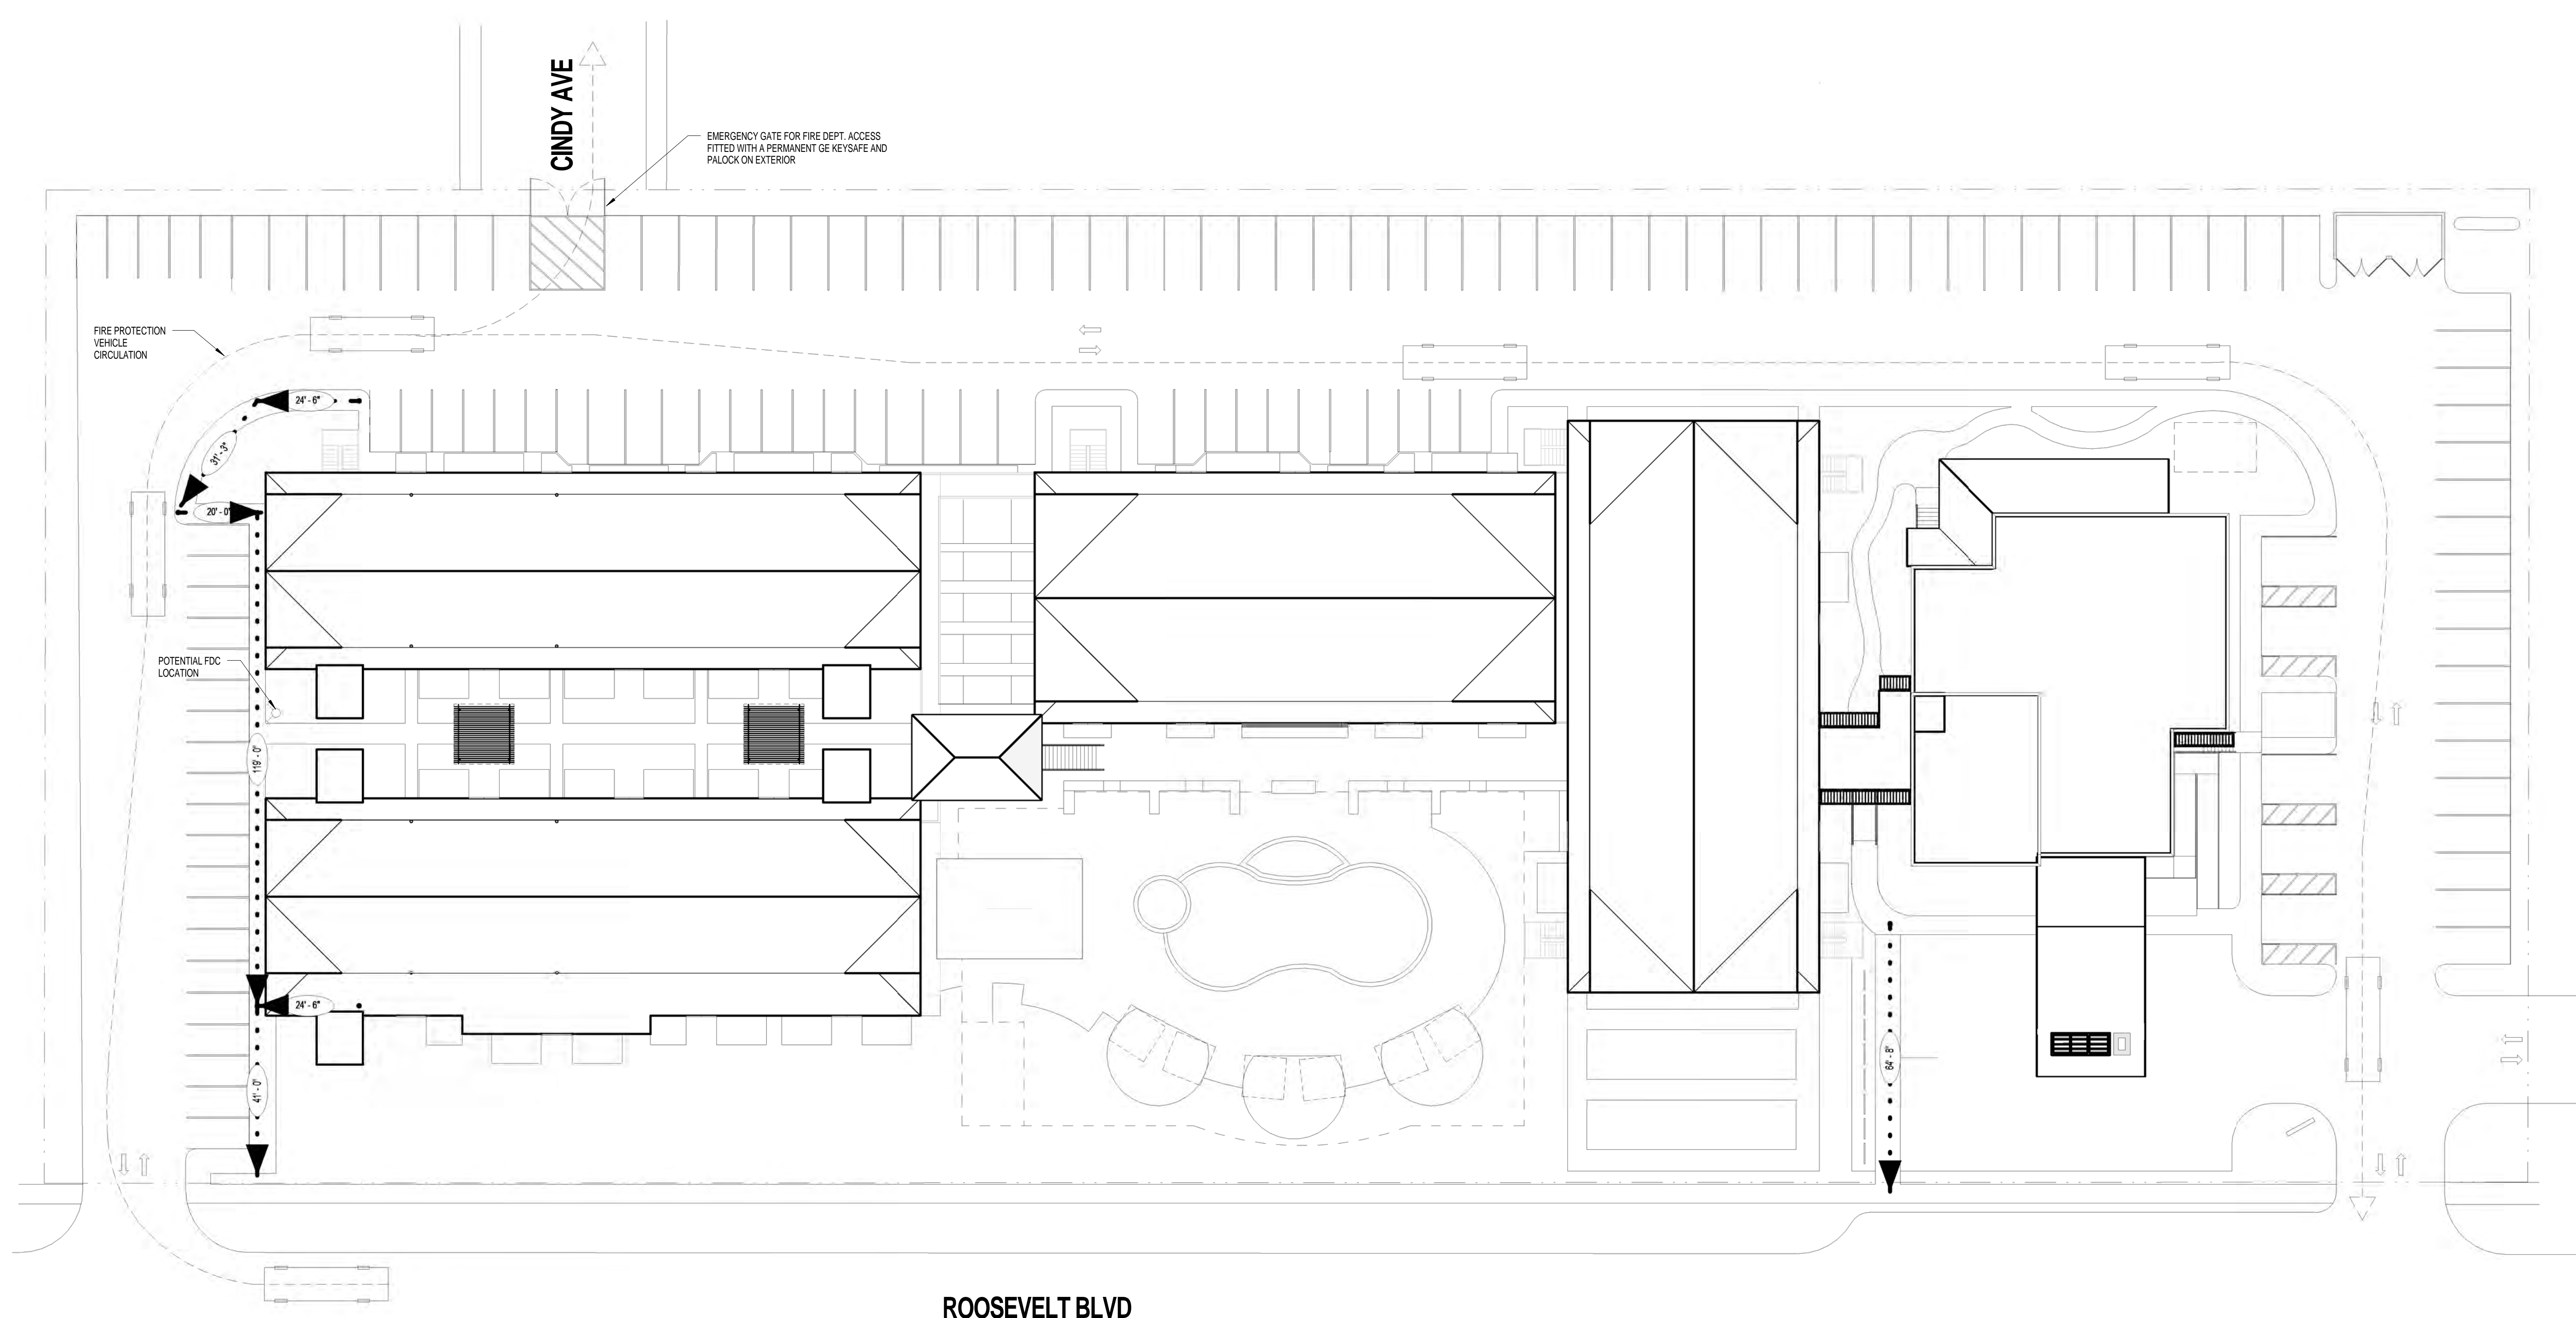 CINDY AVE
EMERGENCY GATE FOR FIRE DEPT. ACCESS
FITTED WITH A PERMANENT GE KEYSAFE AND
PALOCK ON EXTERIOR
FIRE PROTECTION
VEHICLE
CIRCULATION
24' - 6"
31' - 3"
20' - 0"
POTENTIAL FDC
LOCATION
119' - 0"
24' - 6"
41' - 0"
64' - 8"
ROOSEVELT BLVD